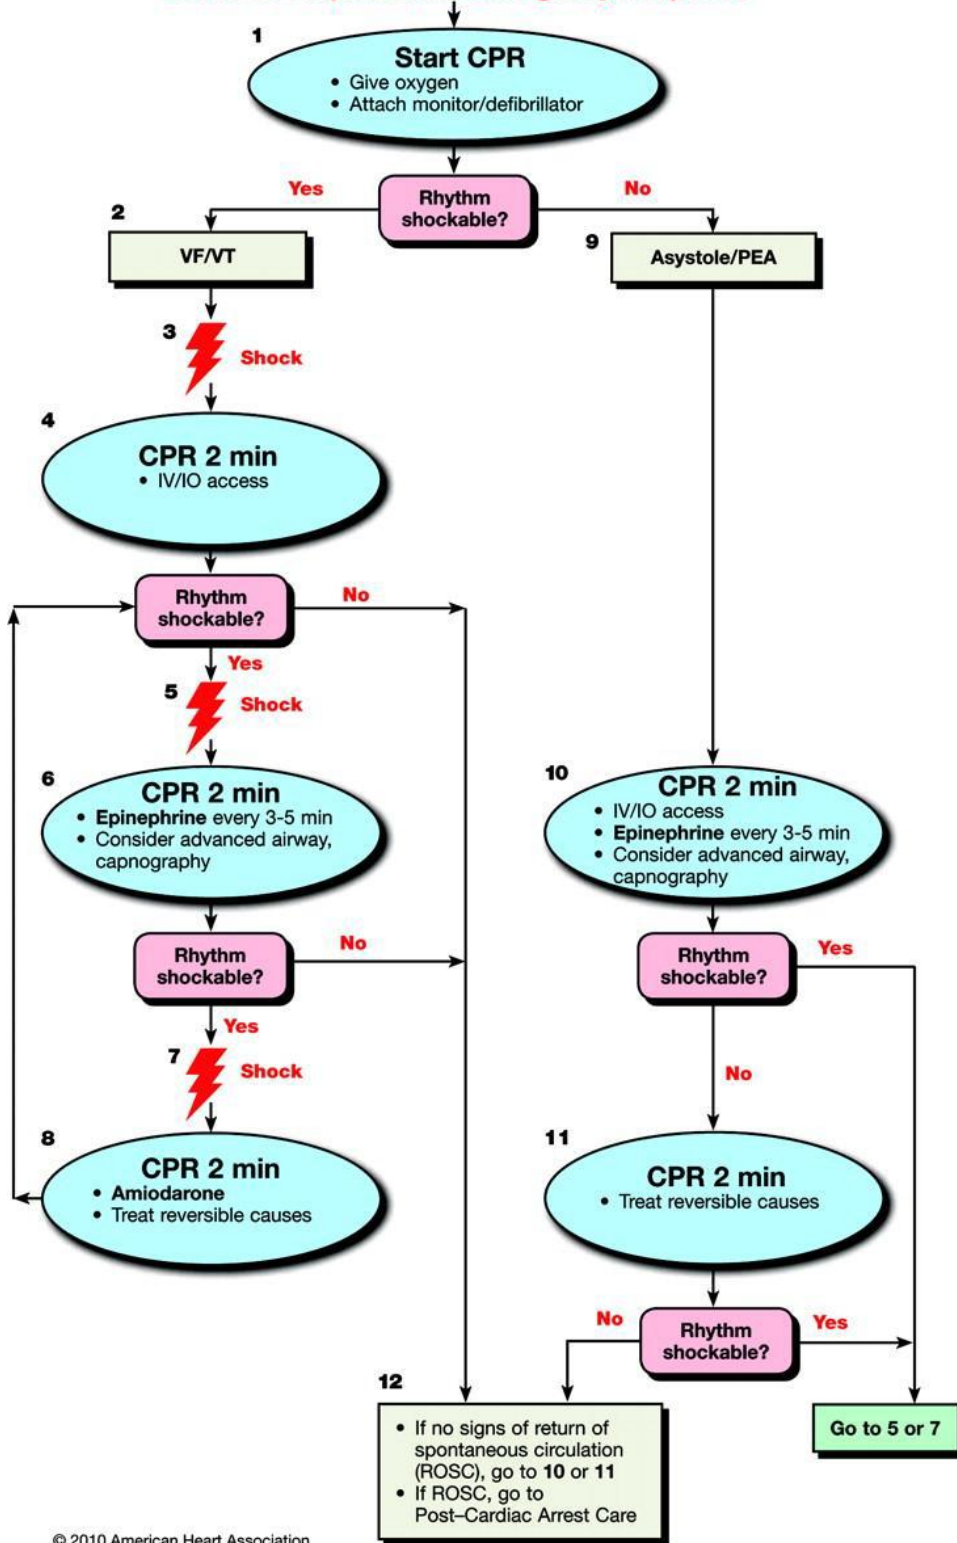 1
Start CPR
• Give oxygen
• Attach monitor/defibrillator
Yes
Rhythm
shockable?
No
2
VF/VT
9
Asystole/PEA
3
Shock
4
CPR 2 min
• IV/IO access
Rhythm
shockable?
No
Yes
5
Shock
6
CPR 2 min
• Epinephrine every 3-5 min
• Consider advanced airway,
capnography
10
CPR 2 min
• IV/IO access
• Epinephrine every 3-5 min
• Consider advanced airway,
capnography
Rhythm
shockable?
No
Rhythm
shockable?
Yes
Yes
7
Shock
No
8
CPR 2 min
• Amiodarone
• Treat reversible causes
11
CPR 2 min
• Treat reversible causes
No
Rhythm
shockable?
Yes
12
• If no signs of return of
spontaneous circulation
(ROSC), go to 10 or 11
• If ROSC, go to
Post–Cardiac Arrest Care
Go to 5 or 7
© 2010 American Heart Association